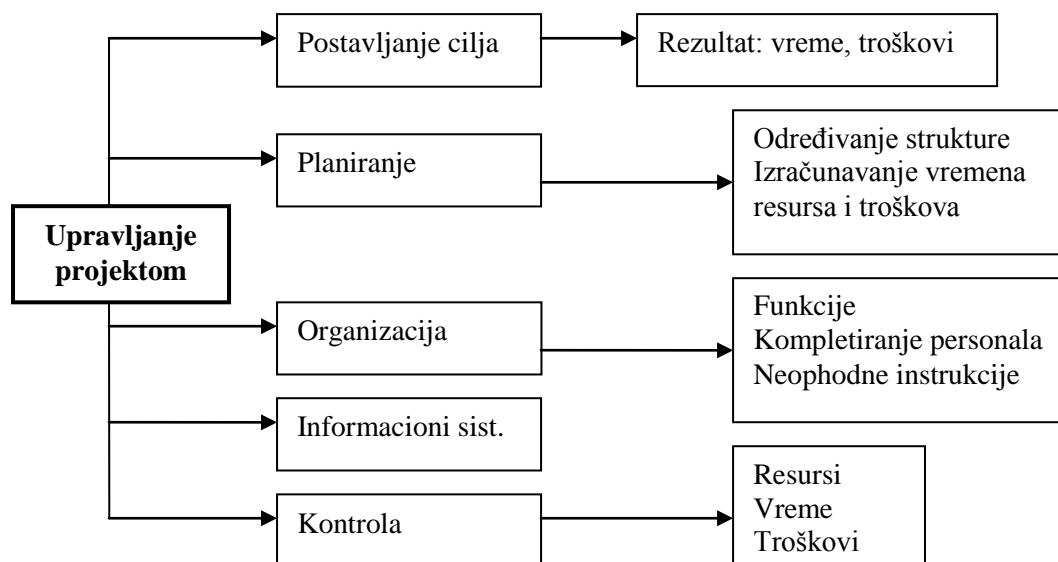 Postavljanje cilja
Rezultat: vreme, troškovi
Planiranje
Određivanje strukture
Izračunavanje vremena
resursa i troškova
Upravljanje
projektom
Organizacija
Funkcije
Kompletiranje personala
Neophodne instrukcije
Informacioni sist.
Kontrola
Resursi
Vreme
Troškovi